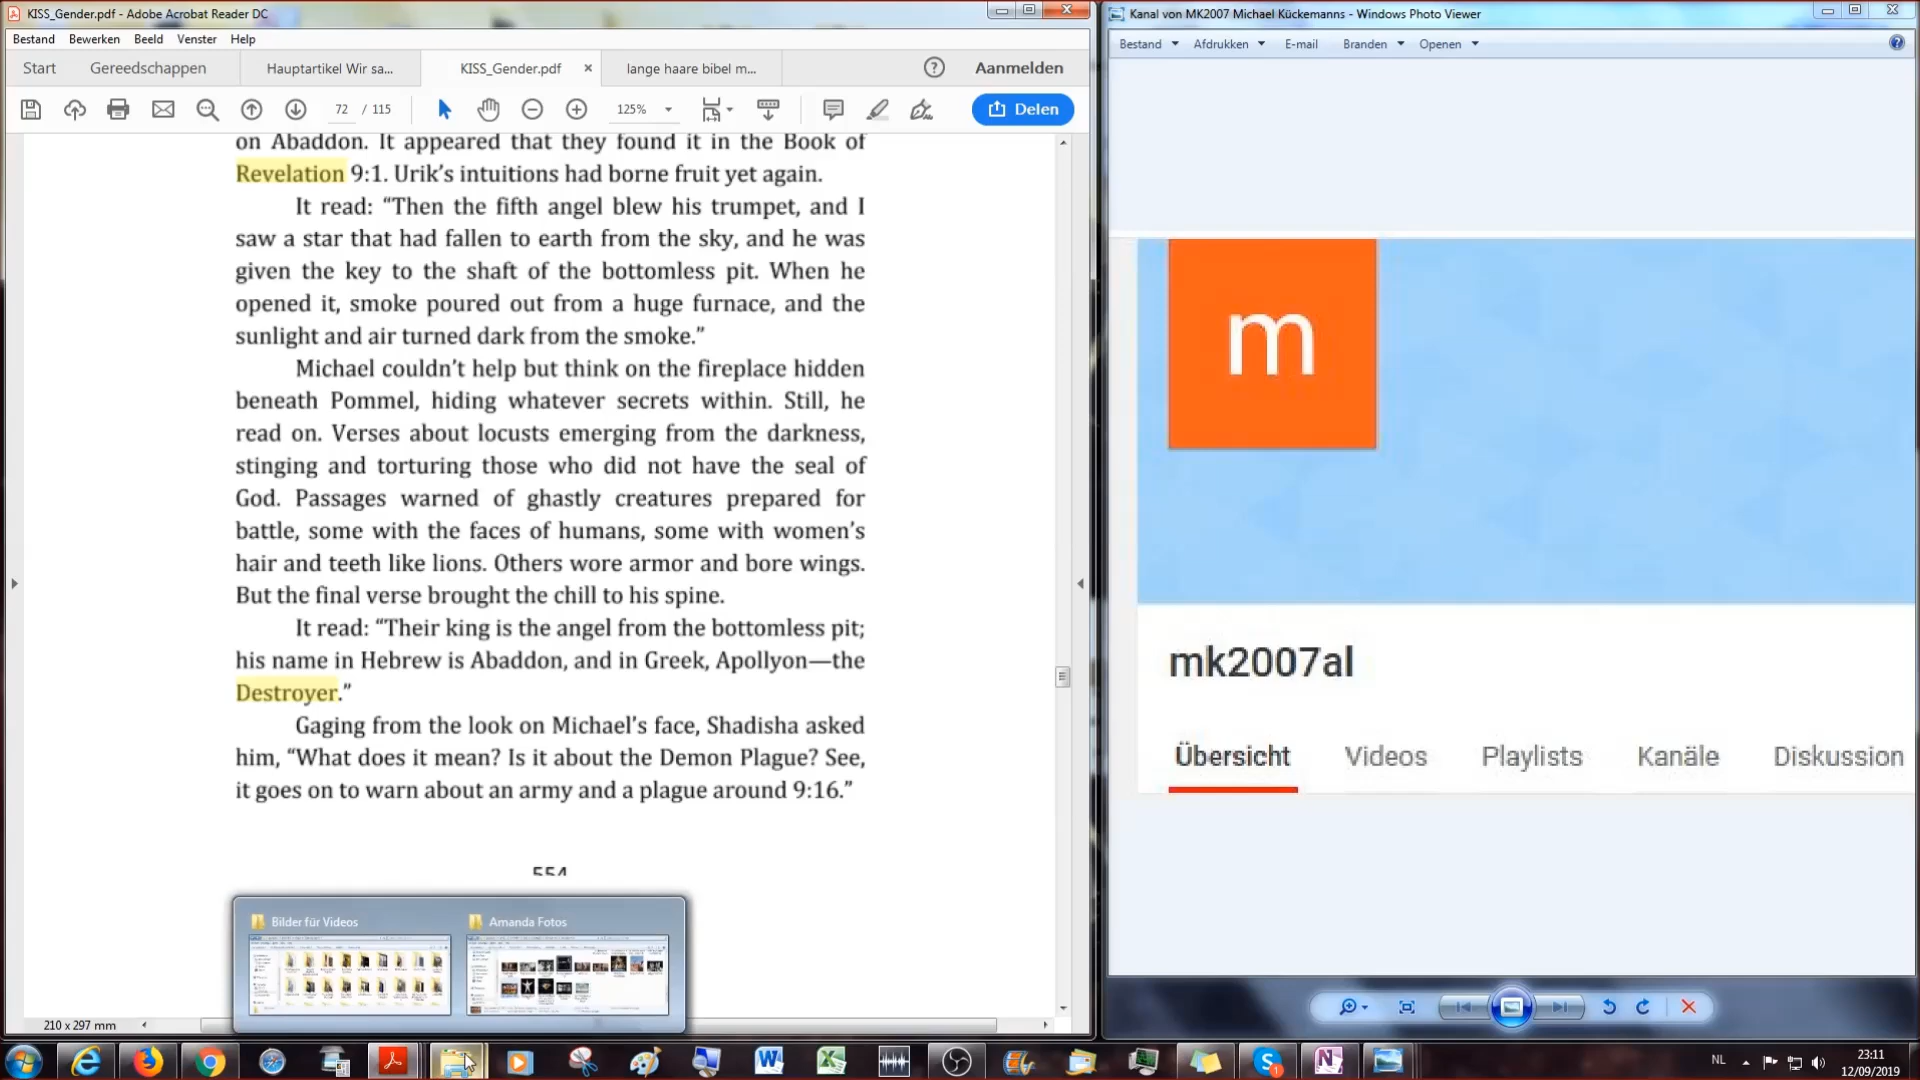 KISS_Gender.pdf - Adobe Acrobat Reader DC
Bestand Bewerken Beeld Venster Help
Start Gereedschappen Hauptartikel Wir sa... KISS_Gender.pdf × lange haare bibel m... Aanmelden
72 / 115 125% Delen
on Abaddon. It appeared that they found it in the Book of
Revelation 9:1. Urik’s intuitions had borne fruit yet again.
It read: “Then the fifth angel blew his trumpet, and I
saw a star that had fallen to earth from the sky, and he was
given the key to the shaft of the bottomless pit. When he
opened it, smoke poured out from a huge furnace, and the
sunlight and air turned dark from the smoke.”
Michael couldn’t help but think on the fireplace hidden
beneath Pommel, hiding whatever secrets within. Still, he
read on. Verses about locusts emerging from the darkness,
stinging and torturing those who did not have the seal of
God. Passages warned of ghastly creatures prepared for
battle, some with the faces of humans, some with women’s
hair and teeth like lions. Others wore armor and bore wings.
But the final verse brought the chill to his spine.
It read: “Their king is the angel from the bottomless pit;
his name in Hebrew is Abaddon, and in Greek, Apollyon—the
Destroyer.”
Gaging from the look on Michael’s face, Shadisha asked
him, “What does it mean? Is it about the Demon Plague? See,
it goes on to warn about an army and a plague around 9:16.”
554
Bilder für Videos Amanda Fotos
210 x 297 mm
Kanal von MK2007 Michael Kückemanns - Windows Photo Viewer
Bestand Afdrukken E-mail Branden Openen
m
mk2007al
Übersicht Videos Playlists Kanäle Diskussion
NL
23:11
12/09/2019